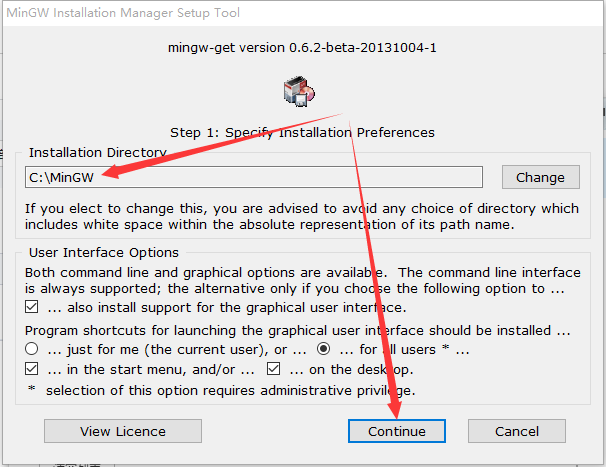 MinGW Installation Manager Setup Tool
mingw-get version 0.6.2-beta-20131004-1
Step 1: Specify Installation Preferences
Installation Directory
C:\MinGW
Change
If you elect to change this, you are advised to avoid any choice of directory which
includes white space within the absolute representation of its path name.
User Interface Options
Both command line and graphical options are available.  The command line interface
is always supported; the alternative only if you choose the following option to ...
... also install support for the graphical user interface.
Program shortcuts for launching the graphical user interface should be installed ...
... just for me (the current user), or ... ... for all users * ...
... in the start menu, and/or ... ... on the desktop.
*  selection of this option requires administrative privilege.
View Licence Continue Cancel